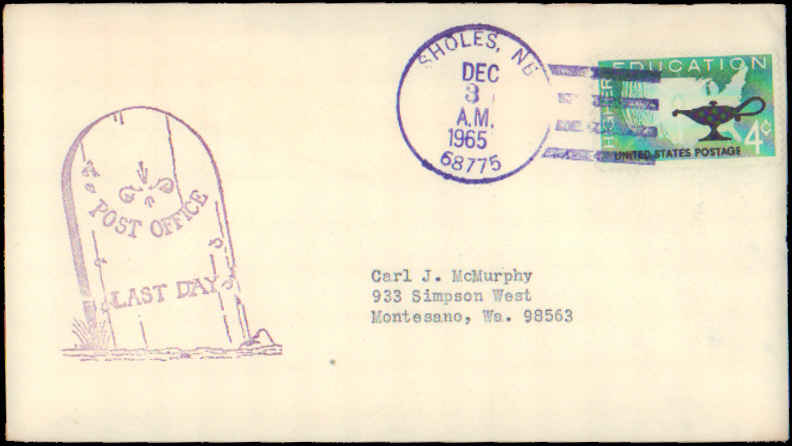 SHOLES, NE
DEC
3
A.M.
1965
68775
HIGHER EDUCATION
4¢
UNITED STATES POSTAGE
POST OFFICE
LAST DAY
Carl J. McMurphy
933 Simpson West
Montesano, Wa. 98563